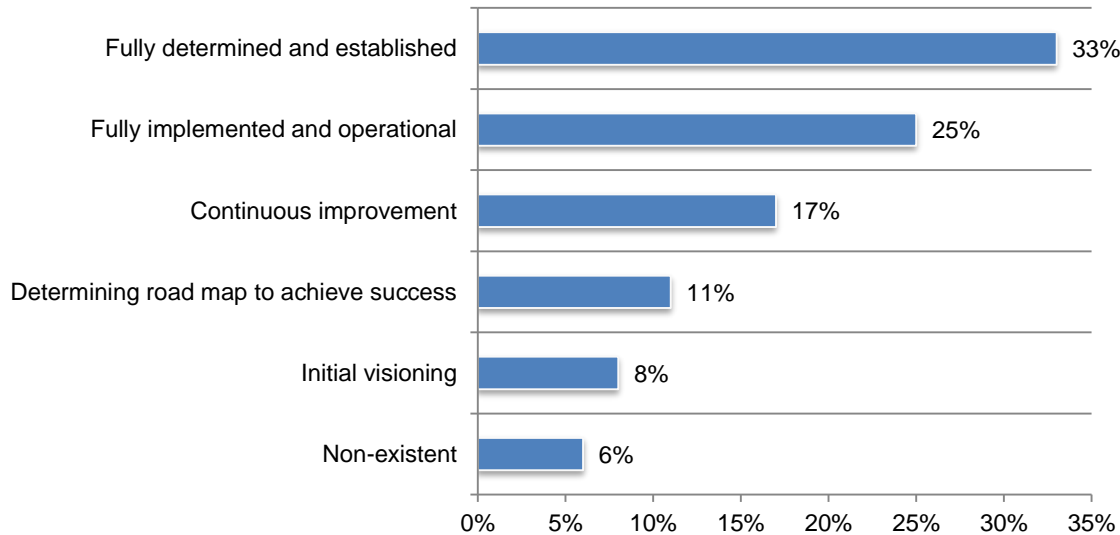 Fully determined and established 33%
Fully implemented and operational 25%
Continuous improvement 17%
Determining road map to achieve success 11%
Initial visioning 8%
Non-existent 6%
0% 5% 10% 15% 20% 25% 30% 35%